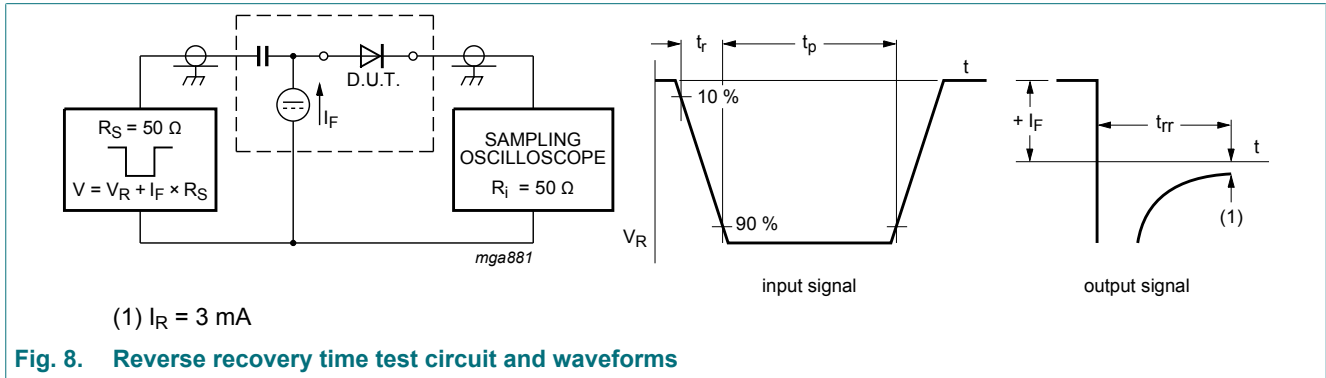 D.U.T.
I_F
R_S = 50 Ω
V = V_R + I_F × R_S
SAMPLING
OSCILLOSCOPE
R_i = 50 Ω
mga881
t_r
t_p
t
10 %
90 %
V_R
input signal
+ I_F
t_rr
t
(1)
output signal
(1) I_R = 3 mA
Fig. 8. Reverse recovery time test circuit and waveforms